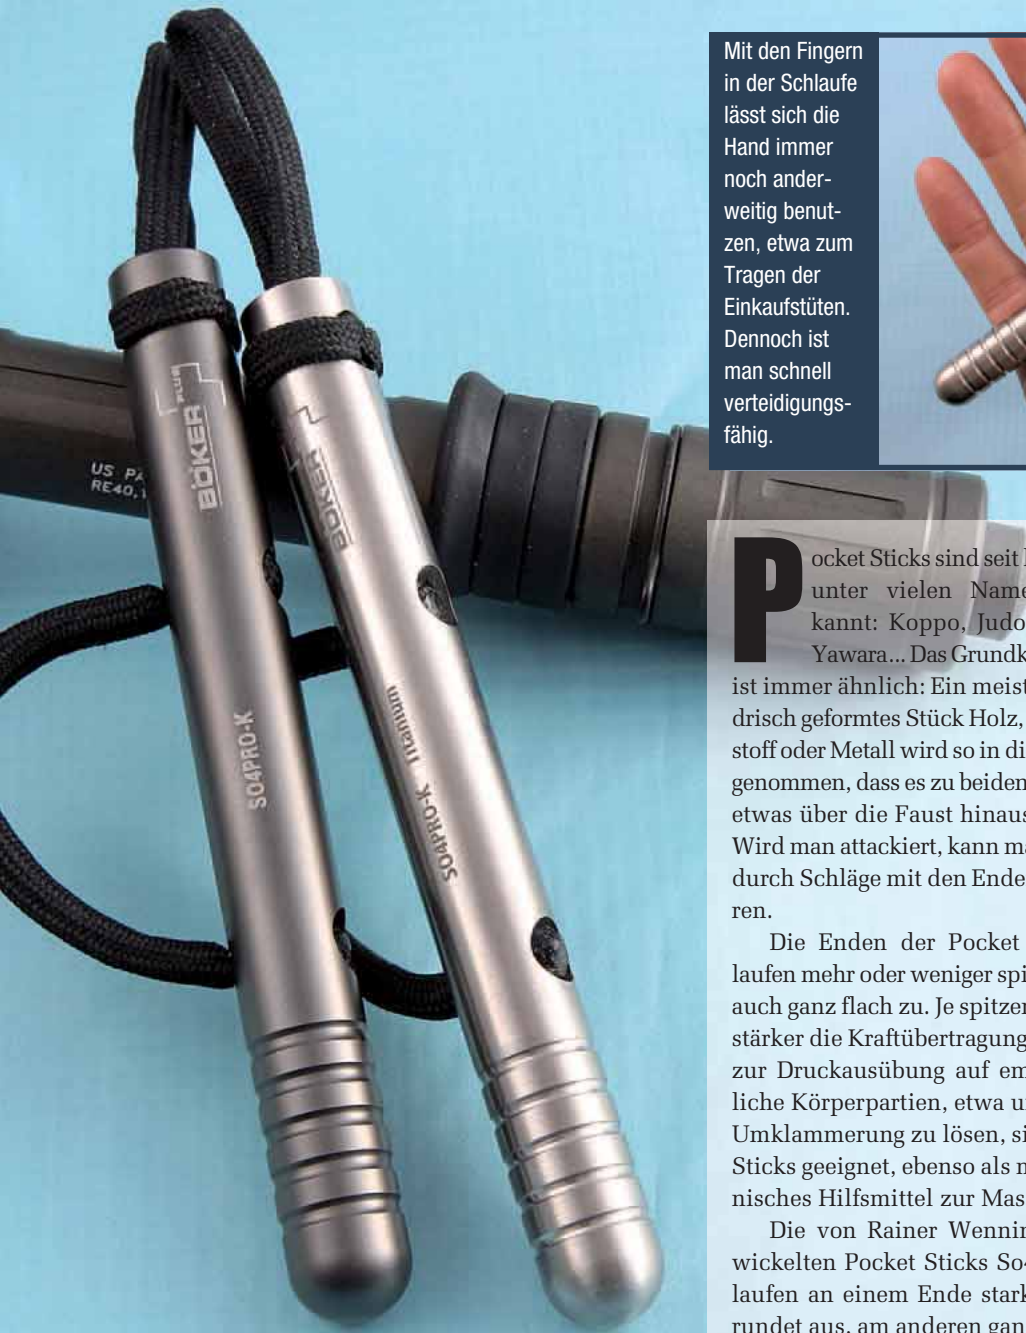 Mit den Fingern
in der Schlaufe
lässt sich die
Hand immer
noch ander-
weitig benut-
zen, etwa zum
Tragen der
Einkaufstüten.
Dennoch ist
man schnell
verteidigungs-
fähig.
Pocket Sticks sind seit
unter vielen Name
kannt: Koppo, Judo
Yawara... Das Grundk
ist immer ähnlich: Ein meist
drisch geformtes Stück Holz,
stoff oder Metall wird so in di
genommen, dass es zu beiden
etwas über die Faust hinaus
Wird man attackiert, kann ma
durch Schläge mit den Ende
ren.
Die Enden der Pocket
laufen mehr oder weniger spi
auch ganz flach zu. Je spitzer
stärker die Kraftübertragung
zur Druckausübung auf em
liche Körperpartien, etwa u
Umklammerung zu lösen, si
Sticks geeignet, ebenso als m
nisches Hilfsmittel zur Mas
Die von Rainer Wennin
wickelten Pocket Sticks So4
laufen an einem Ende stark
rundet aus, am anderen gan
BÖKER PLUS
SO4PRO-K
BÖKER
SO4PRO-K Titanium
US PA
RE40,1